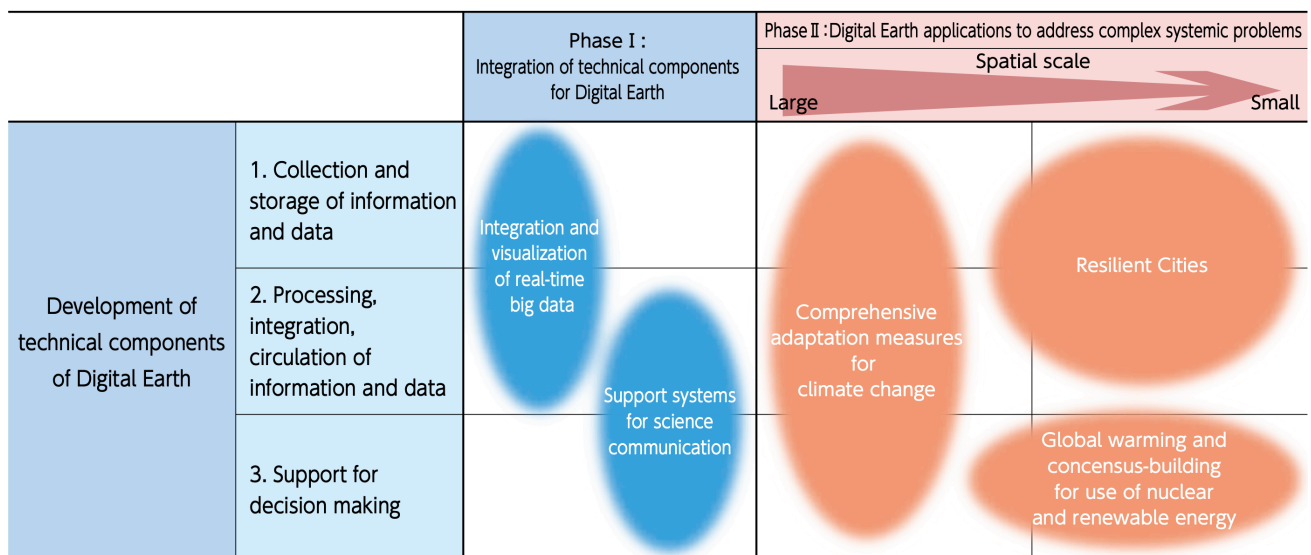 Phase I :
Integration of technical components
for Digital Earth
Phase II :Digital Earth applications to address complex systemic problems
Spatial scale
Large
Small
Development of
technical components
of Digital Earth
1. Collection and
storage of information
and data
2. Processing,
integration,
circulation of
information and data
3. Support for
decision making
Integration and
visualization
of real-time
big data
Support systems
for science
communication
Comprehensive
adaptation measures
for
climate change
Resilient Cities
Global warming and
concensus-building
for use of nuclear
and renewable energy